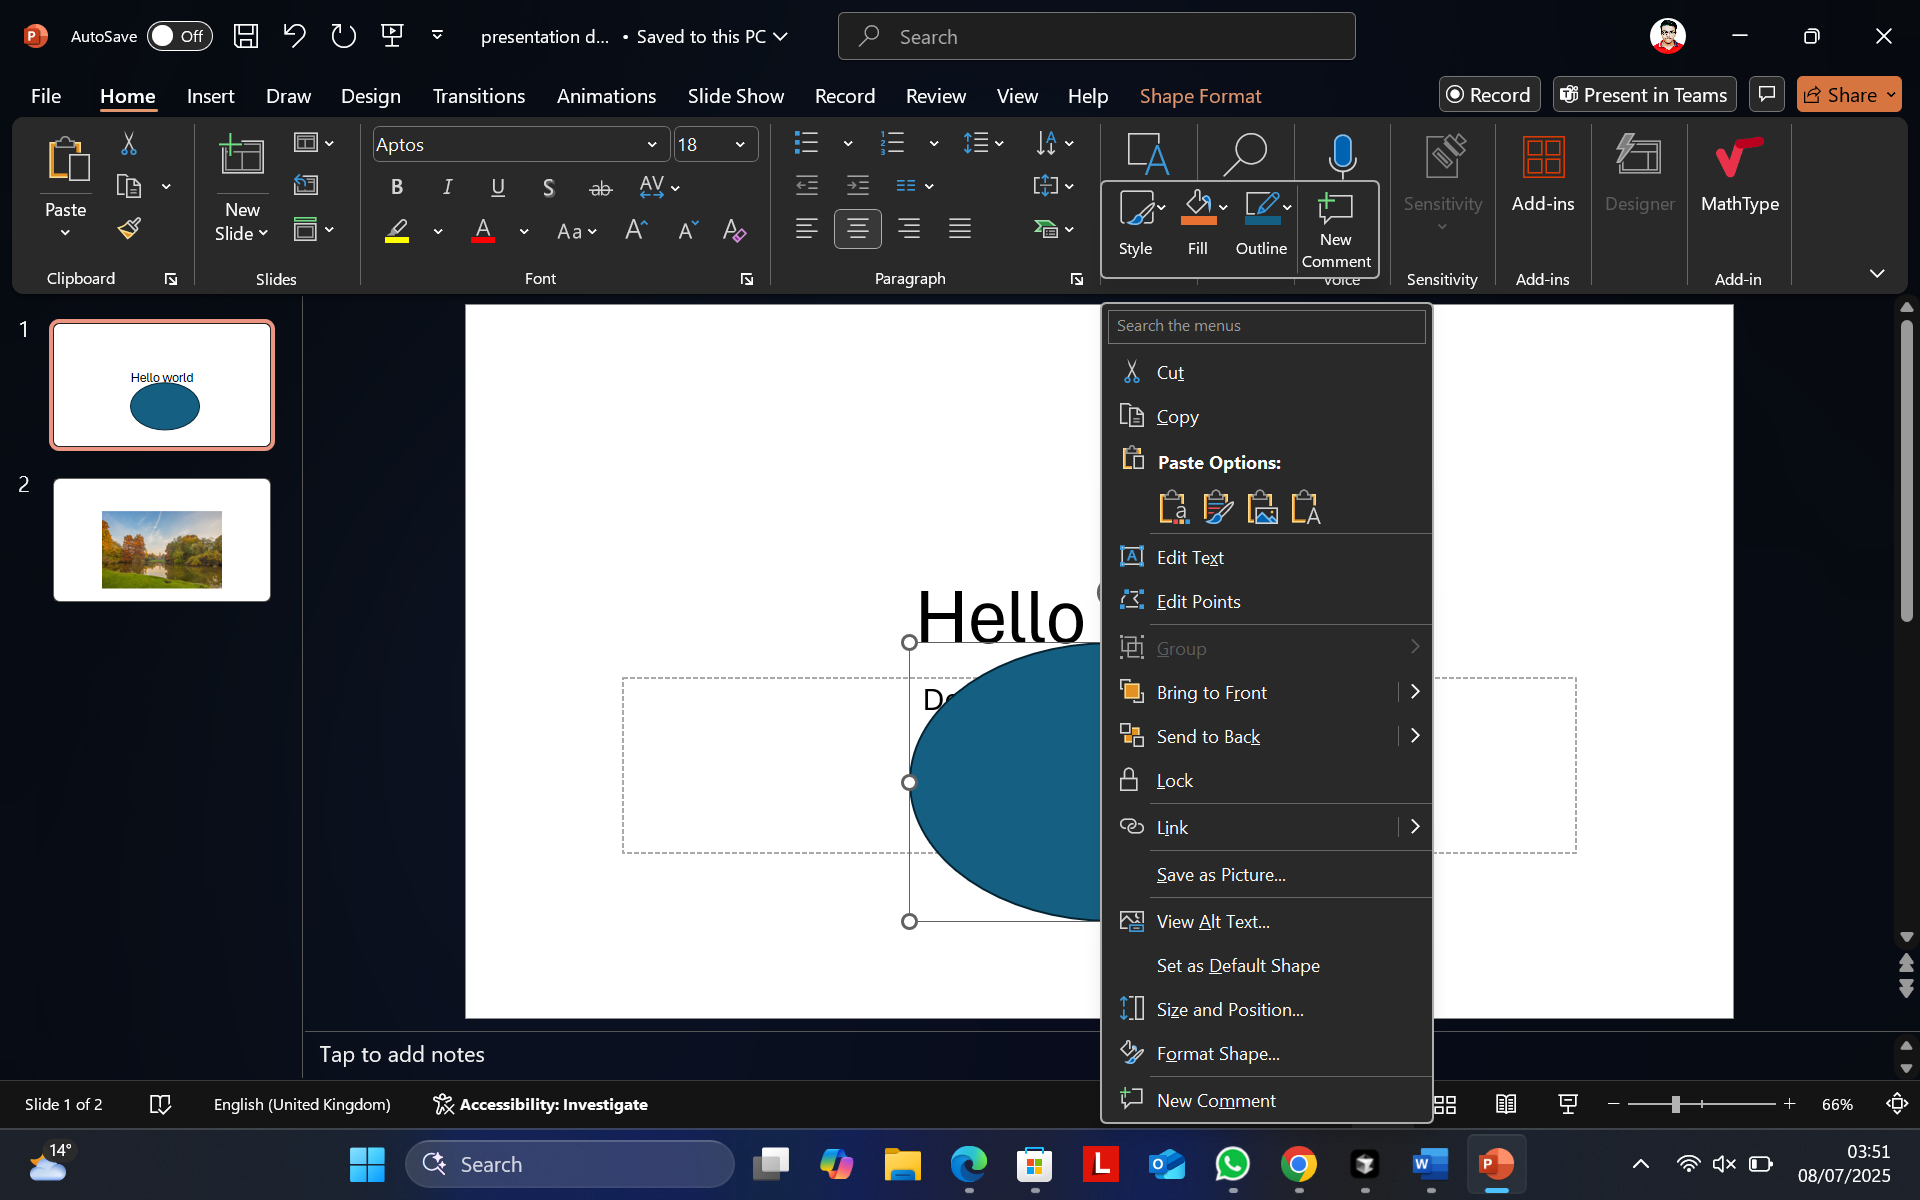 AutoSave Off presentation d... • Saved to this PC Search
File Home Insert Draw Design Transitions Animations Slide Show Record Review View Help Shape Format Record Present in Teams Share
Paste
New
Slide
Aptos 18
B I U S ab AV
A Aa A A A
Clipboard Slides Font Paragraph Voice Sensitivity Add-ins Add-in
Style Fill Outline New
Comment
Sensitivity Add-ins Designer MathType
1
Hello world
2
Hello
Search the menus
Cut
Copy
Paste Options:
Edit Text
Edit Points
Group
Bring to Front
Send to Back
Lock
Link
Save as Picture...
View Alt Text...
Set as Default Shape
Size and Position...
Format Shape...
New Comment
Tap to add notes
Slide 1 of 2 English (United Kingdom) Accessibility: Investigate 66%
14° Search 03:51
08/07/2025